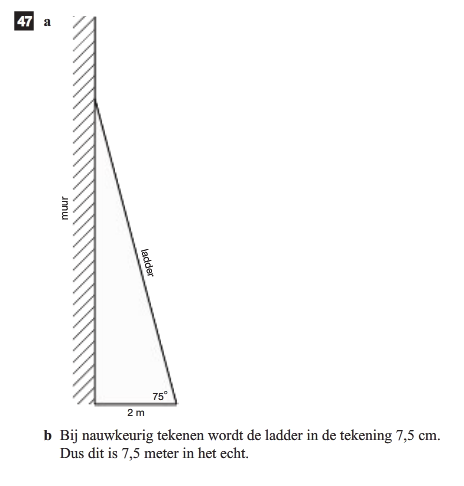 47 a
muur
ladder
75°
2 m
b Bij nauwkeurig tekenen wordt de ladder in de tekening 7,5 cm.
Dus dit is 7,5 meter in het echt.